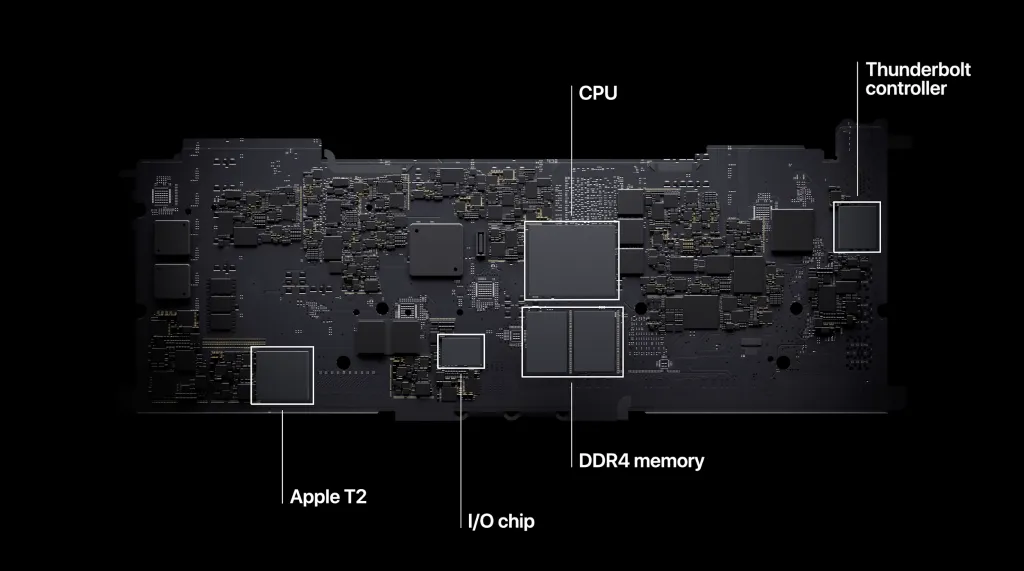 Thunderbolt
controller
CPU
DDR4 memory
Apple T2
I/O chip